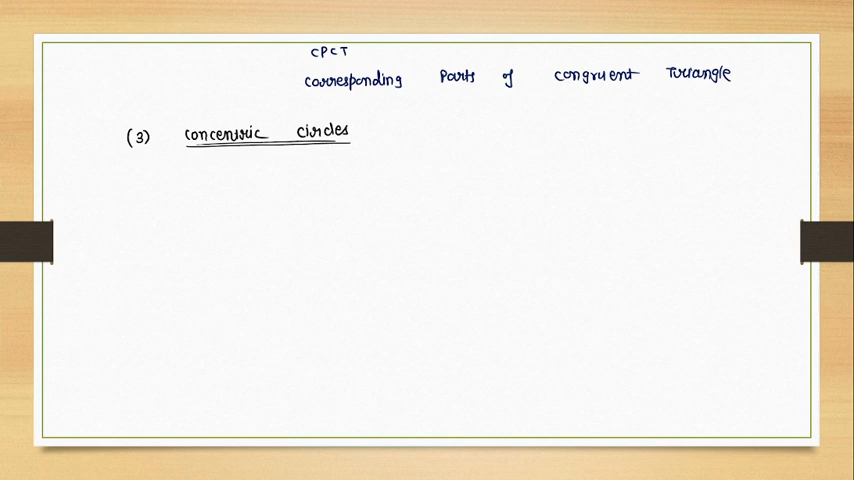 CPCT
corresponding Parts of congruent Triangle
(3) concentric circles